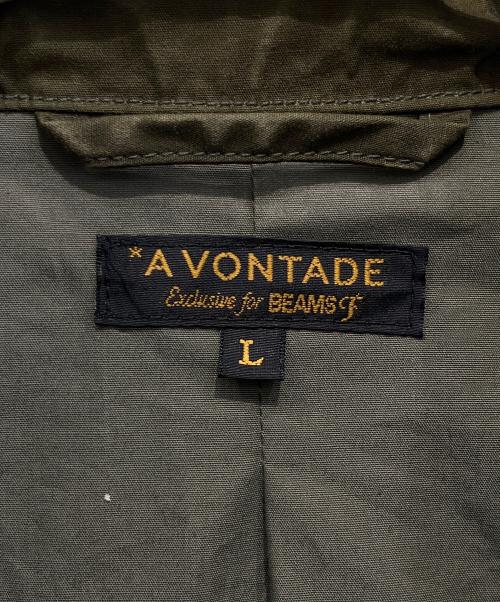 *A VONTADE
Exclusive for BEAMS F
L